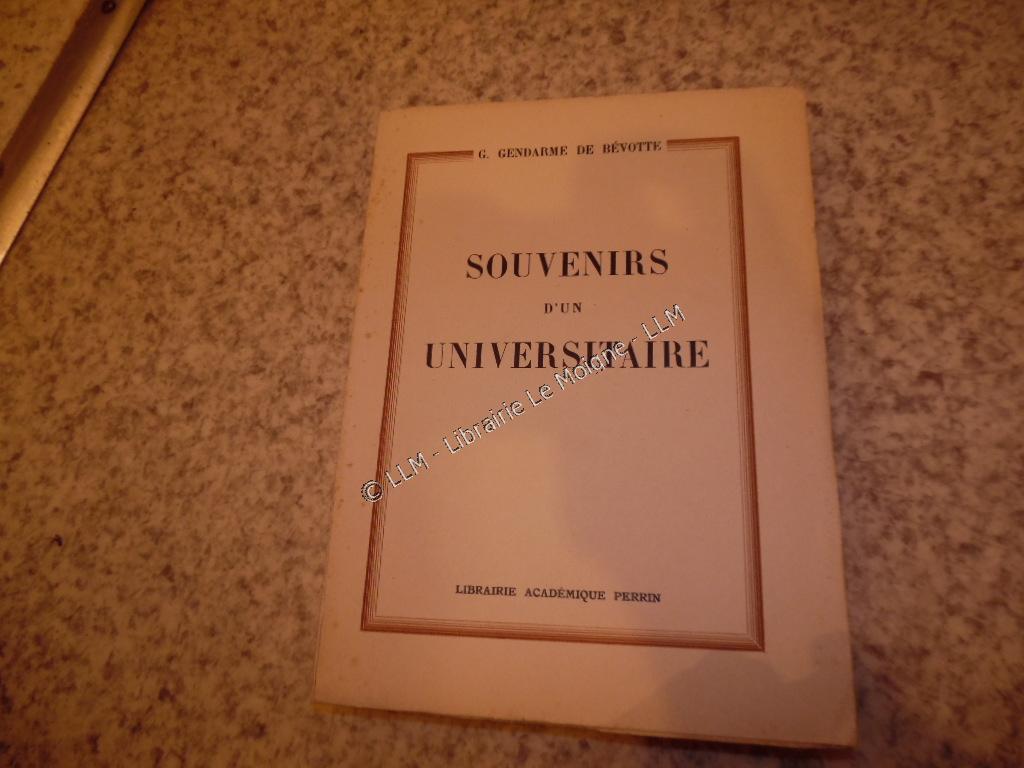 G. GENDARME DE BÉVOTTE
SOUVENIRS
D'UN
UNIVERSITAIRE
© LLM - Librairie Le Moigne - LLM
LIBRAIRIE ACADÉMIQUE PERRIN